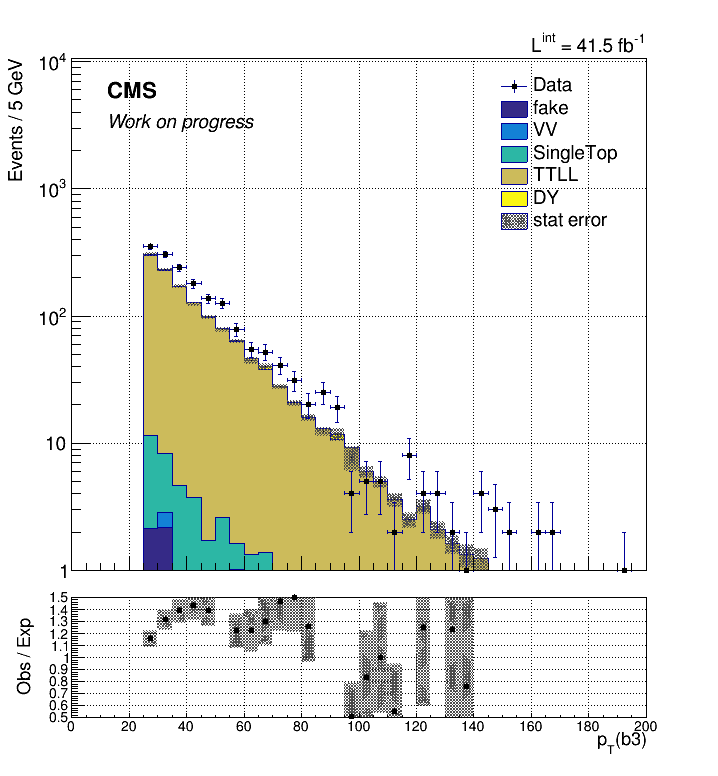 L^int = 41.5 fb^-1
10^4
CMS
Work on progress
Data
fake
VV
SingleTop
TTLL
DY
stat error
Events / 5 GeV
10^3
10^2
10
1
1.5
1.4
1.3
1.2
1.1
1
0.9
0.8
0.7
0.6
0.5
Obs / Exp
0 20 40 60 80 100 120 140 160 180 200
p_T(b3)